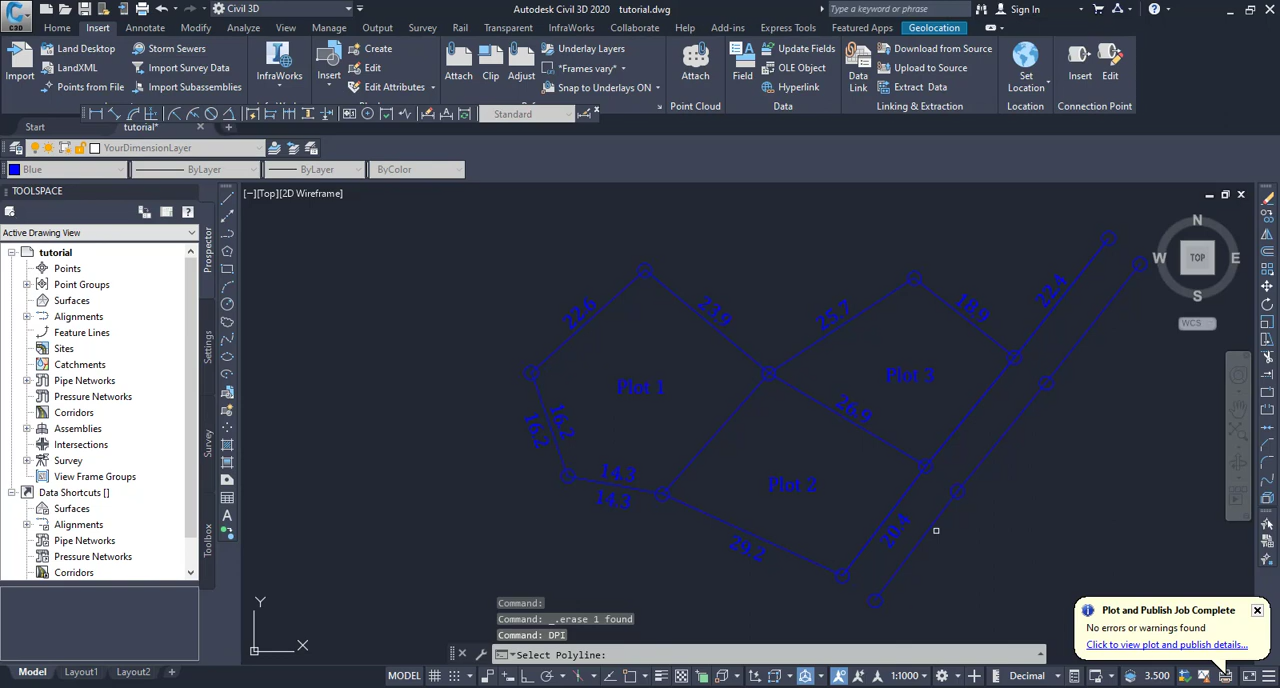 C3D Civil 3D Autodesk Civil 3D 2020 tutorial.dwg Type a keyword or phrase Sign In
Home Insert Annotate Modify Analyze View Manage Output Survey Rail Transparent InfraWorks Collaborate Help Add-ins Express Tools Featured Apps Geolocation
Import
Land Desktop
LandXML
Points from File
Storm Sewers
Import Survey Data
Import Subassemblies
InfraWorks
Insert
Create
Edit
Edit Attributes
Attach
Clip
Adjust
Underlay Layers
*Frames vary*
Snap to Underlays ON
Attach
Point Cloud
Field
Update Fields
OLE Object
Hyperlink
Data
Data
Link
Download from Source
Upload to Source
Extract Data
Linking & Extraction
Set
Location
Location
Insert
Edit
Connection Point
Standard
Start tutorial*
YourDimensionLayer
Blue ByLayer ByLayer ByColor
TOOLSPACE
Active Drawing View
tutorial
Points
Point Groups
Surfaces
Alignments
Feature Lines
Sites
Catchments
Pipe Networks
Pressure Networks
Corridors
Assemblies
Intersections
Survey
View Frame Groups
Data Shortcuts []
Surfaces
Alignments
Pipe Networks
Pressure Networks
Corridors
Prospector
Settings
Survey
Toolbox
[−][Top][2D Wireframe]
N
W TOP E
S
WCS
22.6
23.9
25.7
18.9
22.4
Plot 1
Plot 3
16.2
16.2
26.9
14.3
14.3
Plot 2
20.4
29.2
Y
X
Command:
Command: _.erase 1 found
Command: DPI
Select Polyline:
Plot and Publish Job Complete
No errors or warnings found
Click to view plot and publish details...
Model Layout1 Layout2 MODEL 1:1000 Decimal 3.500